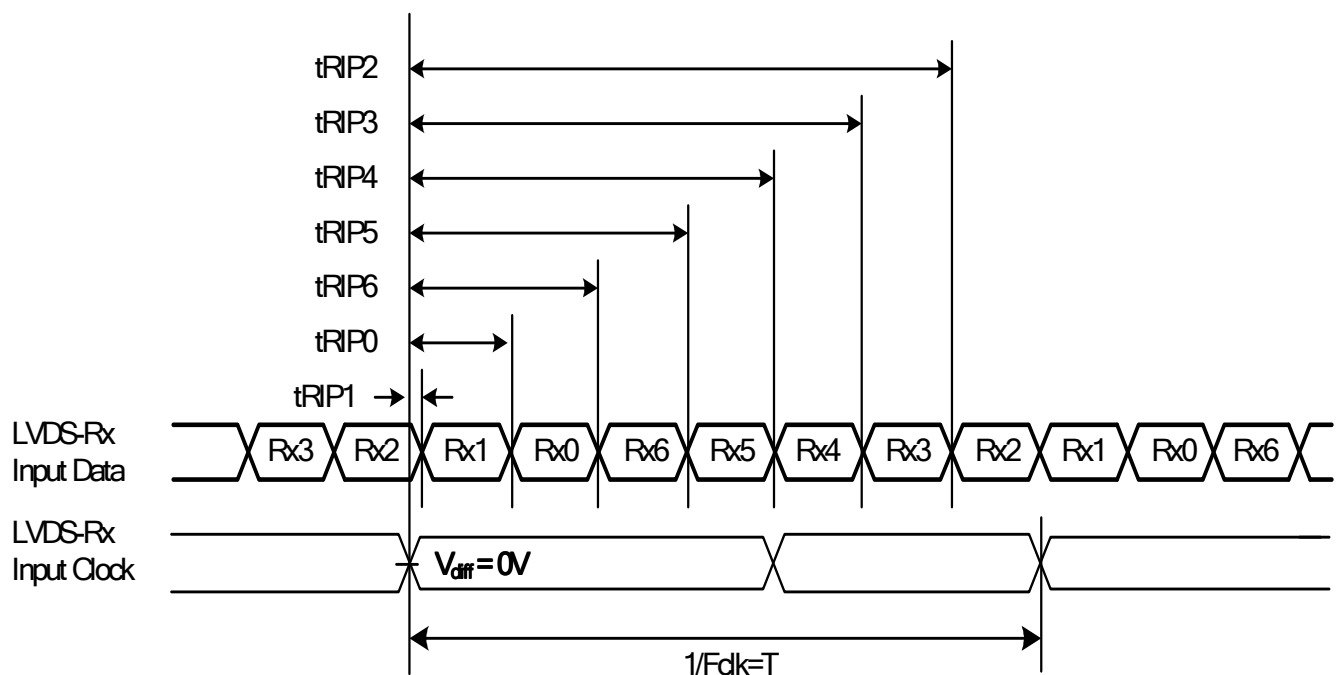 tRIP2
tRIP3
tRIP4
tRIP5
tRIP6
tRIP0
tRIP1
LVDS-Rx
Input Data
Rx3 Rx2 Rx1 Rx0 Rx6 Rx5 Rx4 Rx3 Rx2 Rx1 Rx0 Rx6
LVDS-Rx
Input Clock
Vdiff = 0V
1/Fclk=T